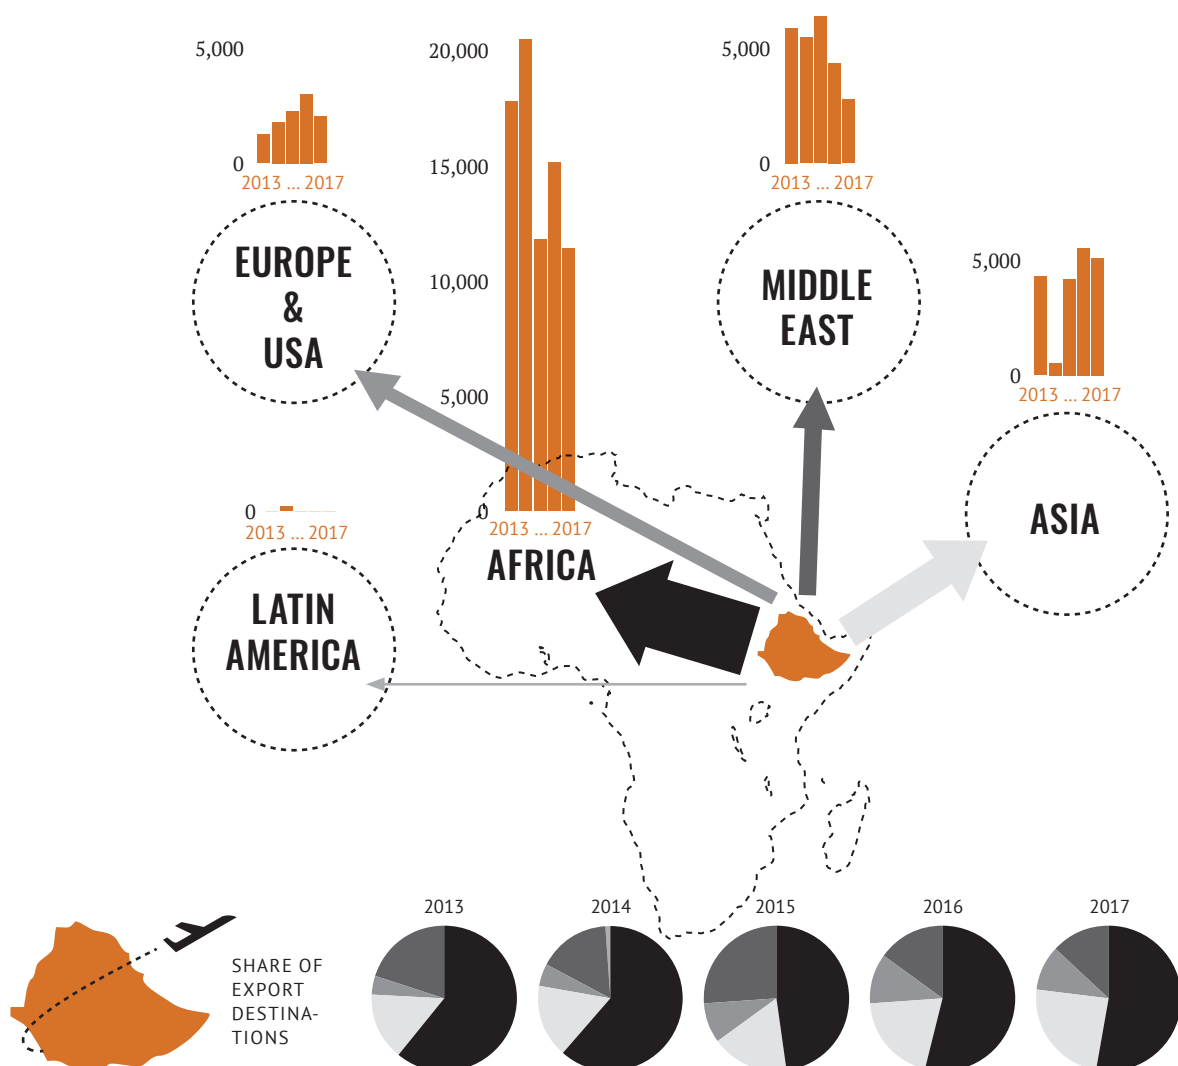 5,000
0
2013 ... 2017
EUROPE
&
USA
20,000
15,000
10,000
5,000
0
2013 ... 2017
AFRICA
5,000
0
2013 ... 2017
MIDDLE
EAST
5,000
0
2013 ... 2017
ASIA
0
2013 ... 2017
LATIN
AMERICA
SHARE OF
EXPORT
DESTINA-
TIONS
2013
2014
2015
2016
2017